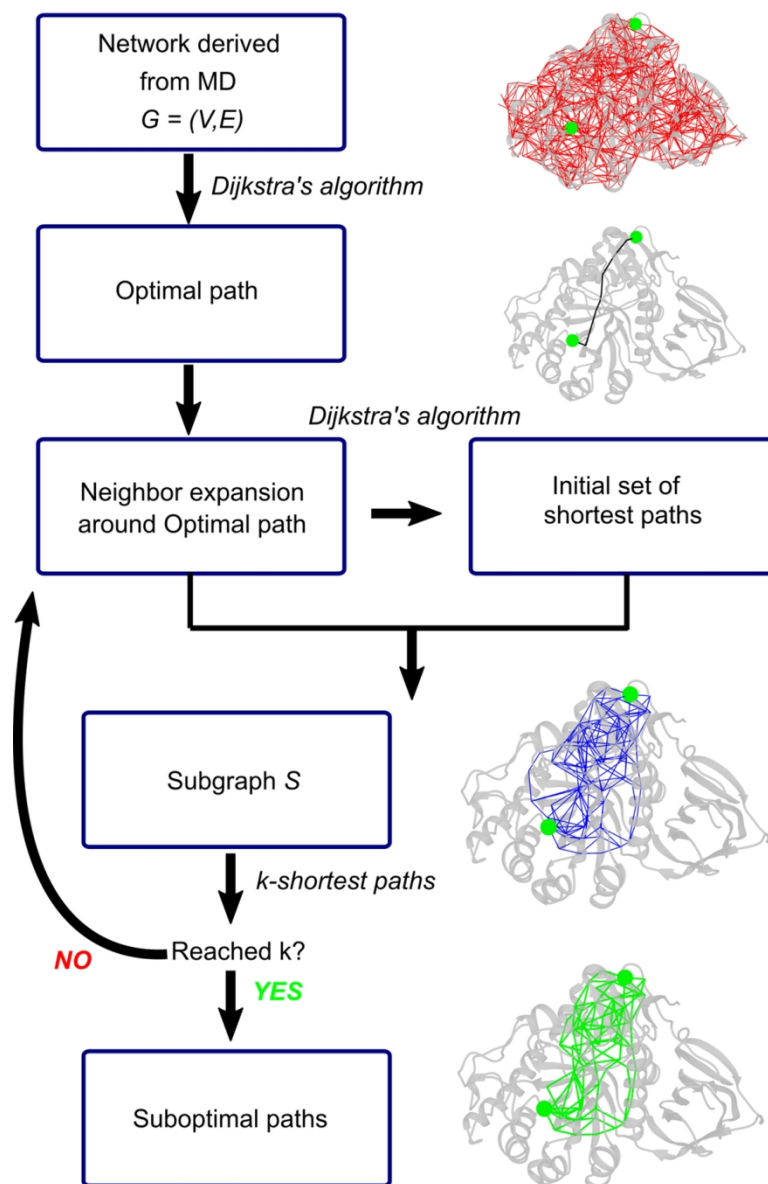 Network derived
from MD
G = (V,E)
Dijkstra's algorithm
Optimal path
Dijkstra's algorithm
Neighbor expansion
around Optimal path
Initial set of
shortest paths
Subgraph S
k-shortest paths
Reached k?
NO
YES
Suboptimal paths